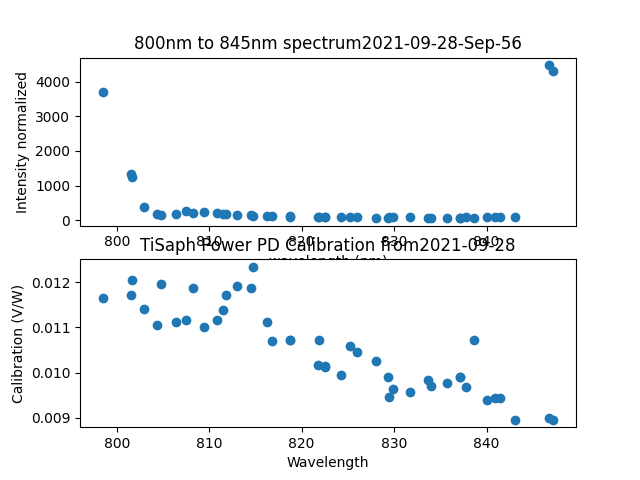 800nm to 845nm spectrum2021-09-28-Sep-56
Intensity normalized
4000
3000
2000
1000
0
800 810 820 830 840
wavelength (nm)
TiSaph Power PD Calibration from2021-09-28
Calibration (V/W)
0.012
0.011
0.010
0.009
800 810 820 830 840
Wavelength